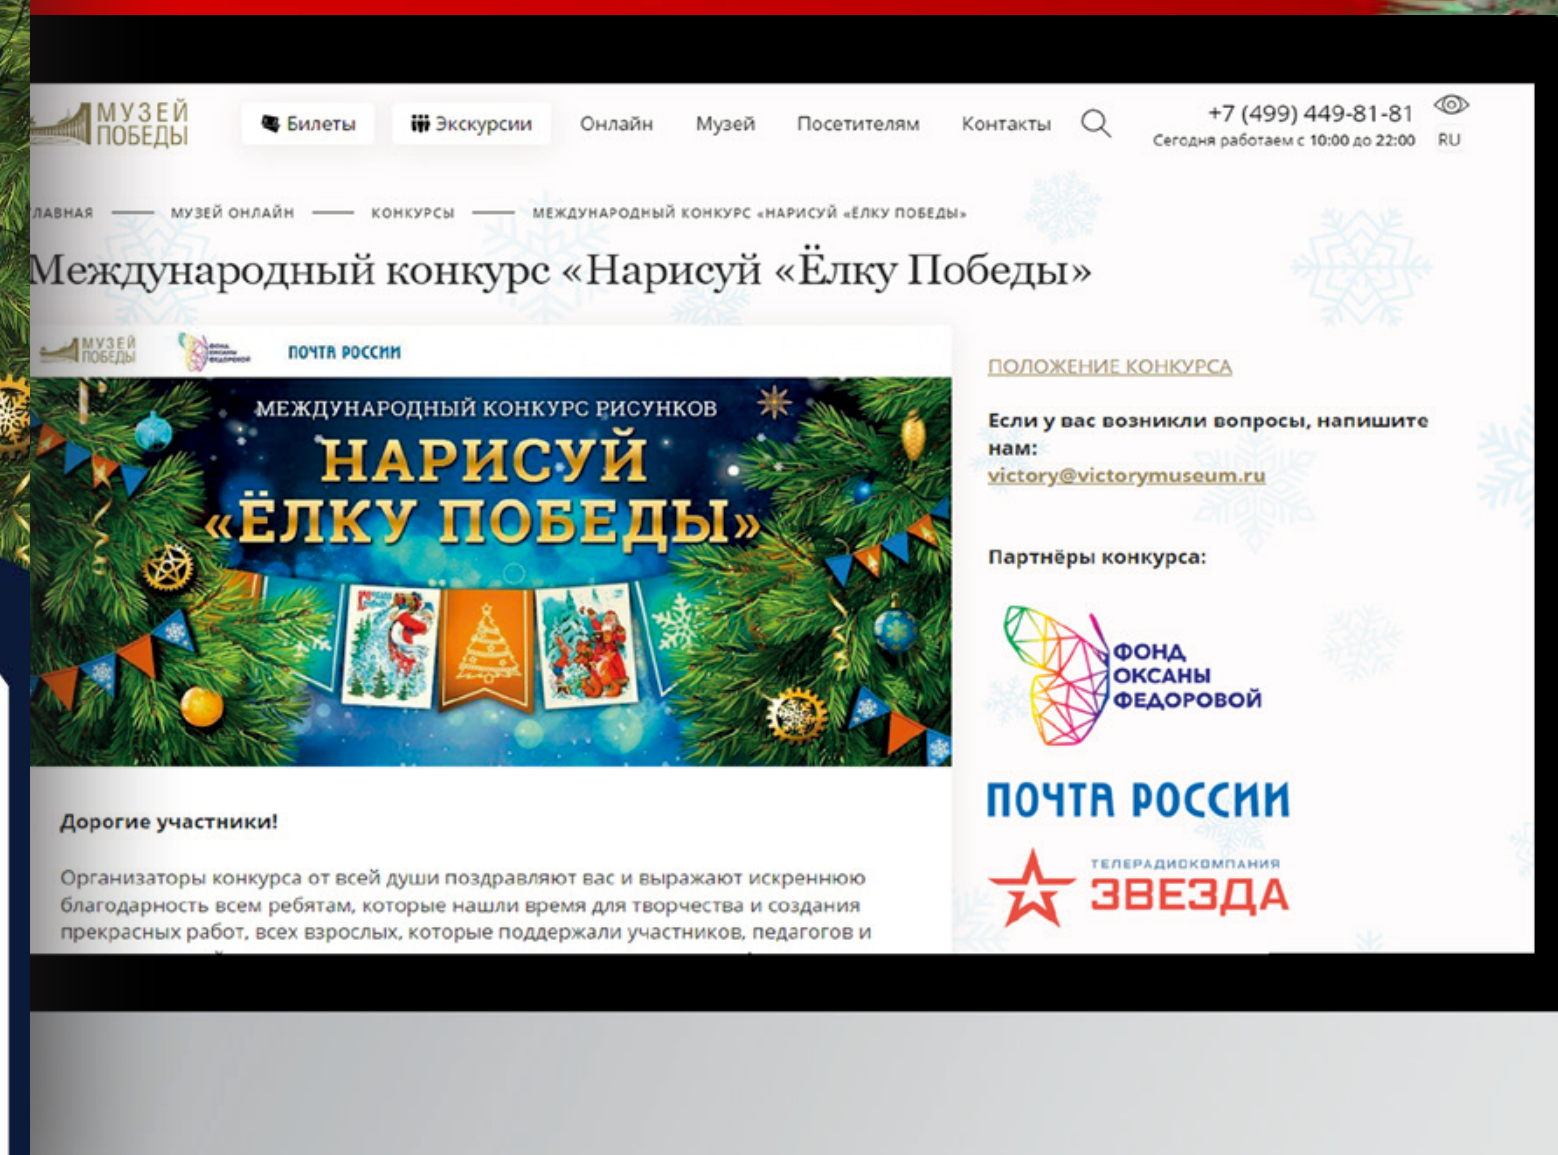 МУЗЕЙ
ПОБЕДЫ
Билеты
Экскурсии
Онлайн
Музей
Посетителям
Контакты
+7 (499) 449-81-81
Сегодня работаем с 10:00 до 22:00
RU
ЛАВНАЯ
МУЗЕЙ ОНЛАЙН
КОНКУРСЫ
МЕЖДУНАРОДНЫЙ КОНКУРС «НАРИСУЙ «ЁЛКУ ПОБЕДЫ»
Международный конкурс «Нарисуй «Ёлку Победы»
МУЗЕЙ
ПОБЕДЫ
ФОНД
ОКСАНЫ
ФЕДОРОВОЙ
ПОЧТА РОССИИ
МЕЖДУНАРОДНЫЙ КОНКУРС РИСУНКОВ
НАРИСУЙ
«ЁЛКУ ПОБЕДЫ»
Дорогие участники!
Организаторы конкурса от всей души поздравляют вас и выражают искреннюю
благодарность всем ребятам, которые нашли время для творчества и создания
прекрасных работ, всех взрослых, которые поддержали участников, педагогов и
ПОЛОЖЕНИЕ КОНКУРСА
Если у вас возникли вопросы, напишите
нам:
victory@victorymuseum.ru
Партнёры конкурса:
ФОНД
ОКСАНЫ
ФЕДОРОВОЙ
ПОЧТА РОССИИ
ТЕЛЕРАДИОКОМПАНИЯ
ЗВЕЗДА